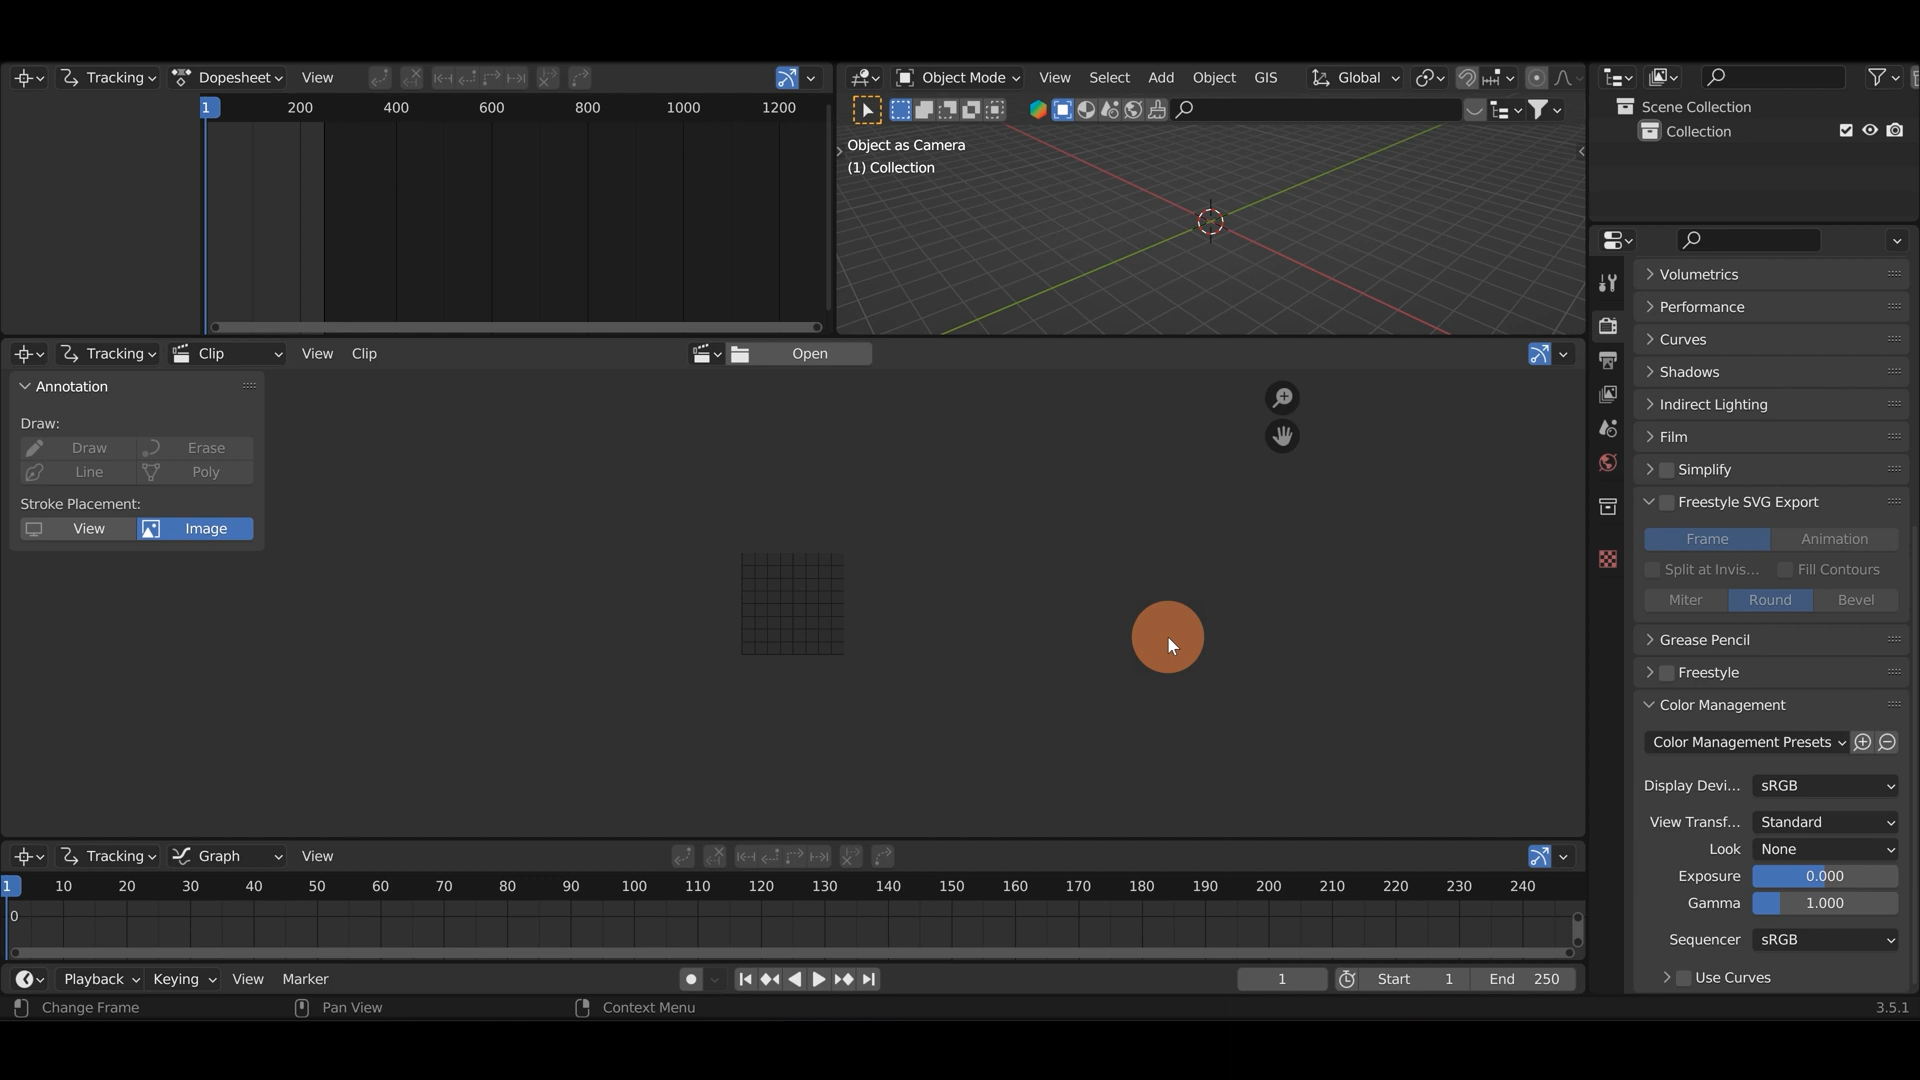 Tracking Dopesheet View
1 200 400 600 800 1000 1200
Object Mode View Select Add Object GIS Global
Object as Camera
(1) Collection
Scene Collection
Collection
Tracking Clip View Clip Open
Annotation
Draw:
Draw Erase
Line Poly
Stroke Placement:
View Image
Volumetrics
Performance
Curves
Shadows
Indirect Lighting
Film
Simplify
Freestyle SVG Export
Frame Animation
Split at Invis... Fill Contours
Miter Round Bevel
Grease Pencil
Freestyle
Color Management
Color Management Presets
Display Devi... sRGB
View Transf... Standard
Look None
Exposure 0.000
Gamma 1.000
Sequencer sRGB
Use Curves
Tracking Graph View
1 10 20 30 40 50 60 70 80 90 100 110 120 130 140 150 160 170 180 190 200 210 220 230 240
0
Playback Keying View Marker 1 Start 1 End 250
Change Frame Pan View Context Menu 3.5.1